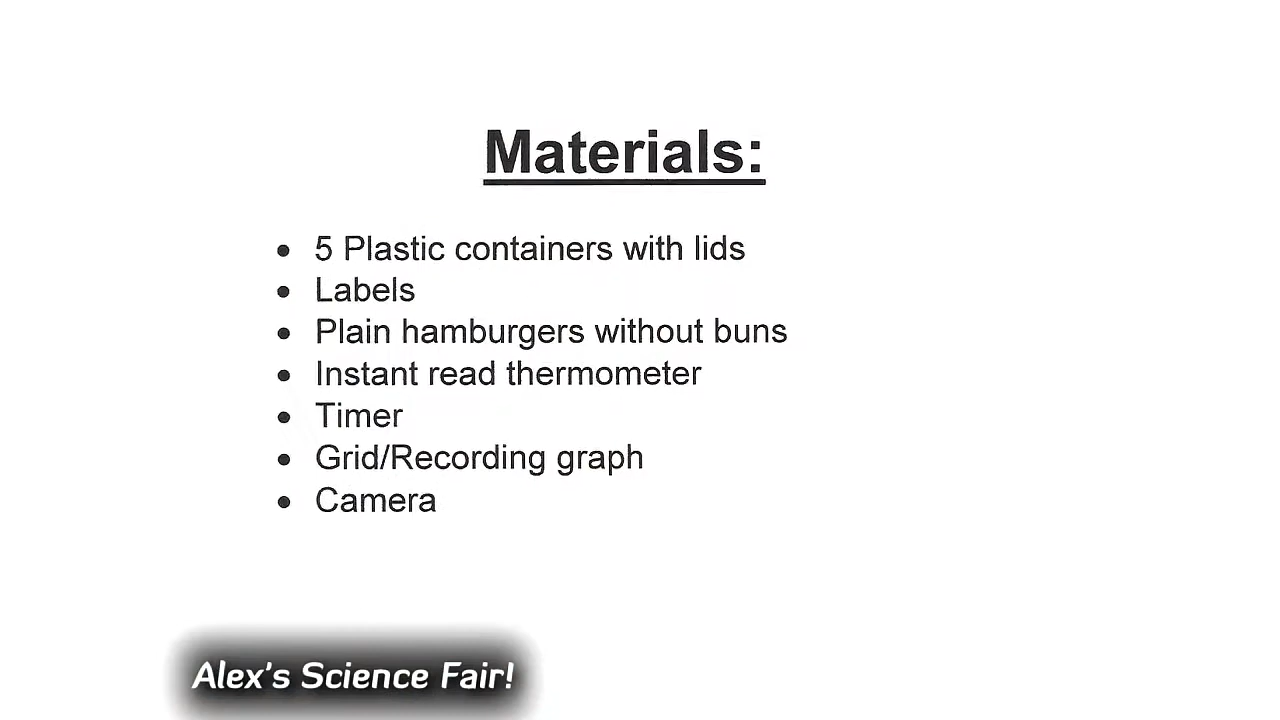 Materials:
• 5 Plastic containers with lids
• Labels
• Plain hamburgers without buns
• Instant read thermometer
• Timer
• Grid/Recording graph
• Camera
Alex's Science Fair!